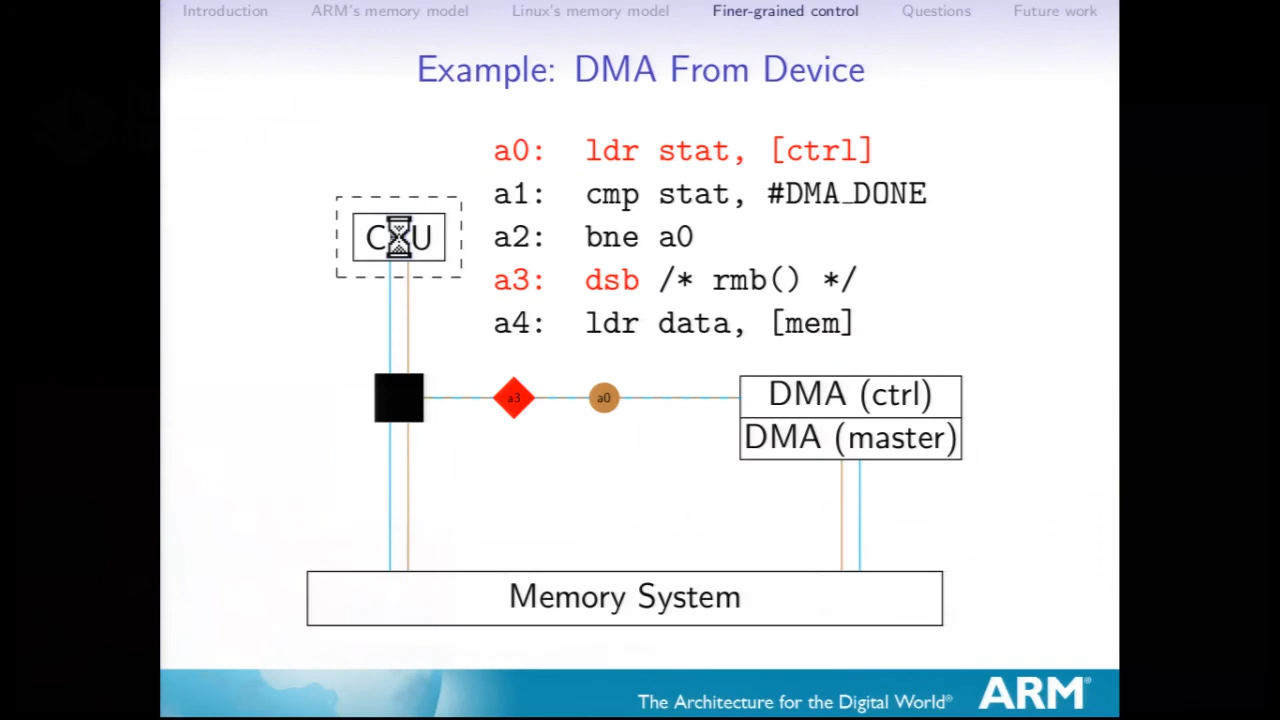 Introduction ARM's memory model Linux's memory model Finer-grained control Questions Future work
Example: DMA From Device
a0: ldr stat, [ctrl]
a1: cmp stat, #DMA_DONE
a2: bne a0
a3: dsb /* rmb() */
a4: ldr data, [mem]
a3 a0
DMA (ctrl)
DMA (master)
Memory System
The Architecture for the Digital World® ARM®